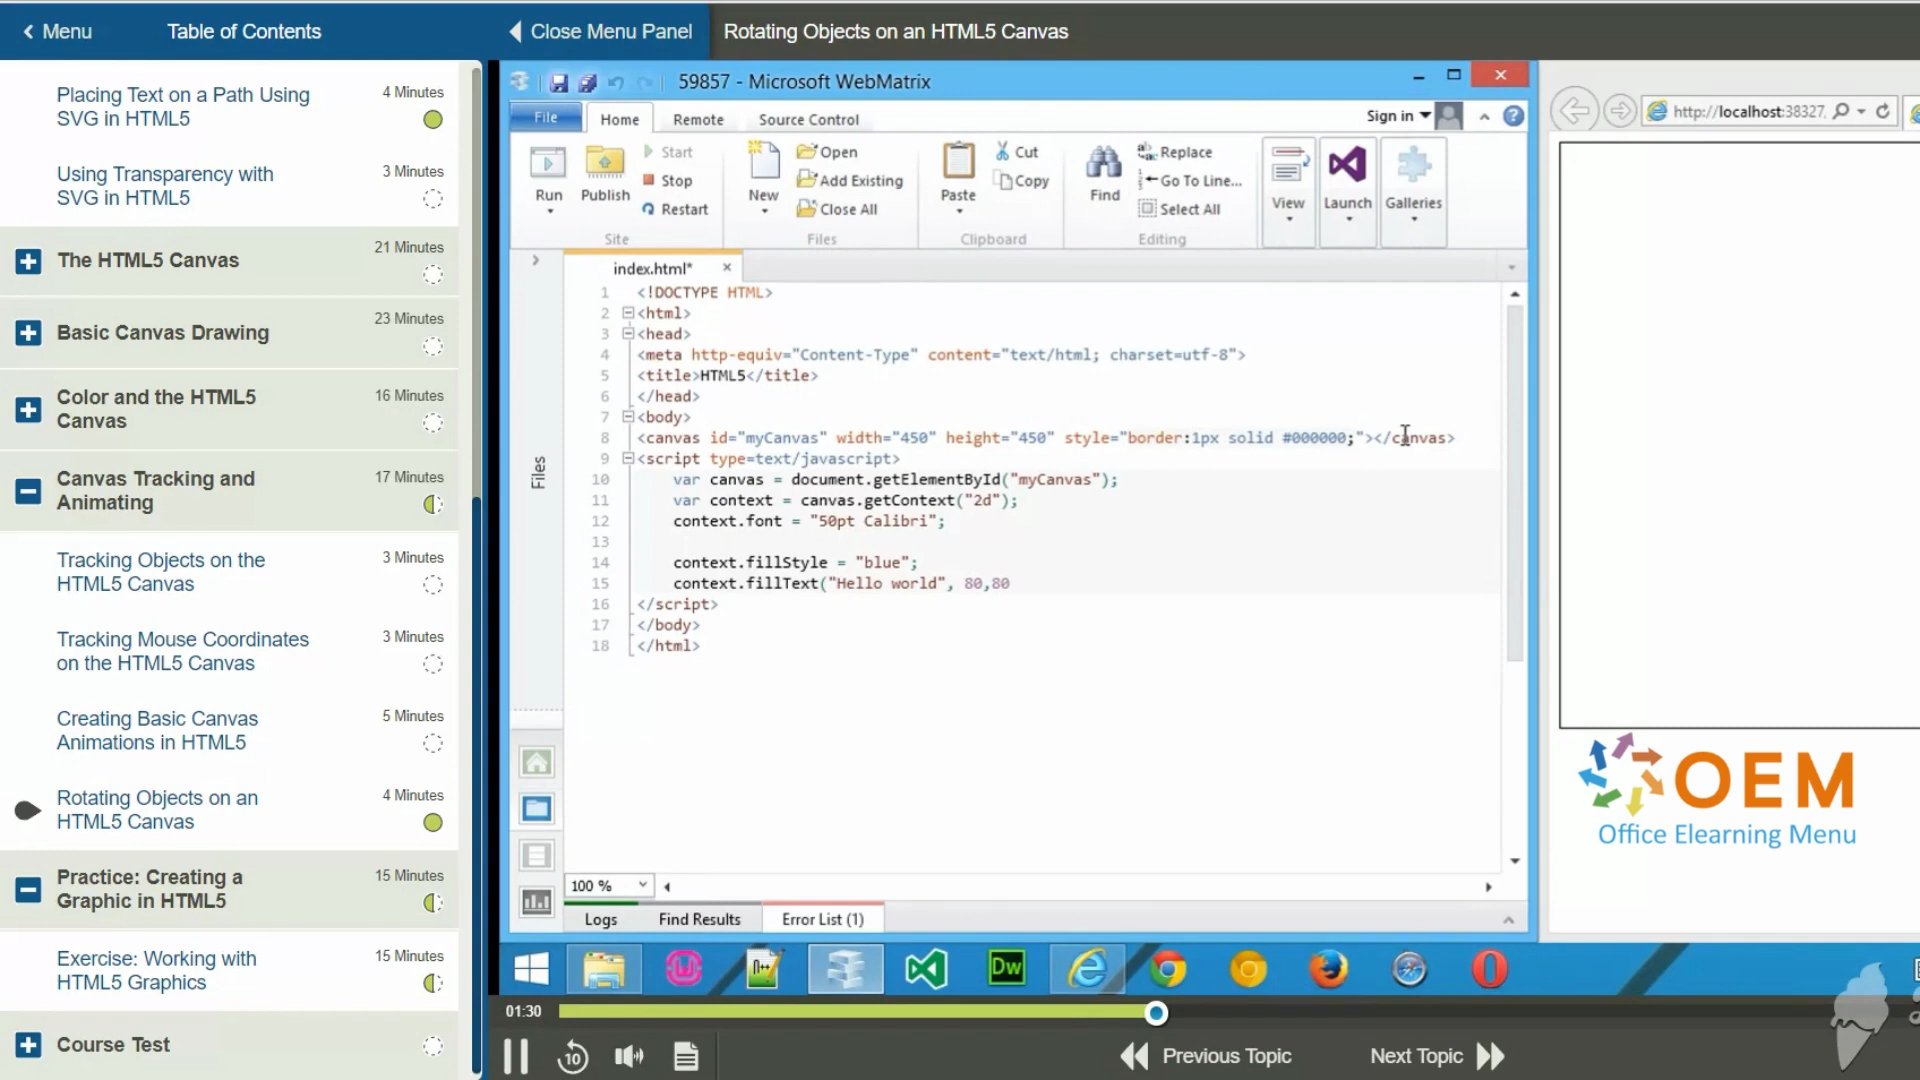 Menu
Table of Contents
Close Menu Panel
Rotating Objects on an HTML5 Canvas
Placing Text on a Path Using
SVG in HTML5
4 Minutes
Using Transparency with
SVG in HTML5
3 Minutes
The HTML5 Canvas
21 Minutes
Basic Canvas Drawing
23 Minutes
Color and the HTML5
Canvas
16 Minutes
Canvas Tracking and
Animating
17 Minutes
Tracking Objects on the
HTML5 Canvas
3 Minutes
Tracking Mouse Coordinates
on the HTML5 Canvas
3 Minutes
Creating Basic Canvas
Animations in HTML5
5 Minutes
Rotating Objects on an
HTML5 Canvas
4 Minutes
Practice: Creating a
Graphic in HTML5
15 Minutes
Exercise: Working with
HTML5 Graphics
15 Minutes
Course Test
59857 - Microsoft WebMatrix
File
Home
Remote
Source Control
Sign in
Run
Publish
Start
Stop
Restart
Site
New
Open
Add Existing
Close All
Files
Paste
Cut
Copy
Clipboard
Find
Replace
Go To Line...
Select All
Editing
View
Launch
Galleries
index.html*
Files
1 <!DOCTYPE HTML>
2 <html>
3 <head>
4 <meta http-equiv="Content-Type" content="text/html; charset=utf-8">
5 <title>HTML5</title>
6 </head>
7 <body>
8 <canvas id="myCanvas" width="450" height="450" style="border:1px solid #000000;"></canvas>
9 <script type=text/javascript>
10 var canvas = document.getElementById("myCanvas");
11 var context = canvas.getContext("2d");
12 context.font = "50pt Calibri";
13
14 context.fillStyle = "blue";
15 context.fillText("Hello world", 80,80
16 </script>
17 </body>
18 </html>
100 %
Logs
Find Results
Error List (1)
http://localhost:38327,
OEM
Office Elearning Menu
n++
Dw
01:30
10
Previous Topic
Next Topic